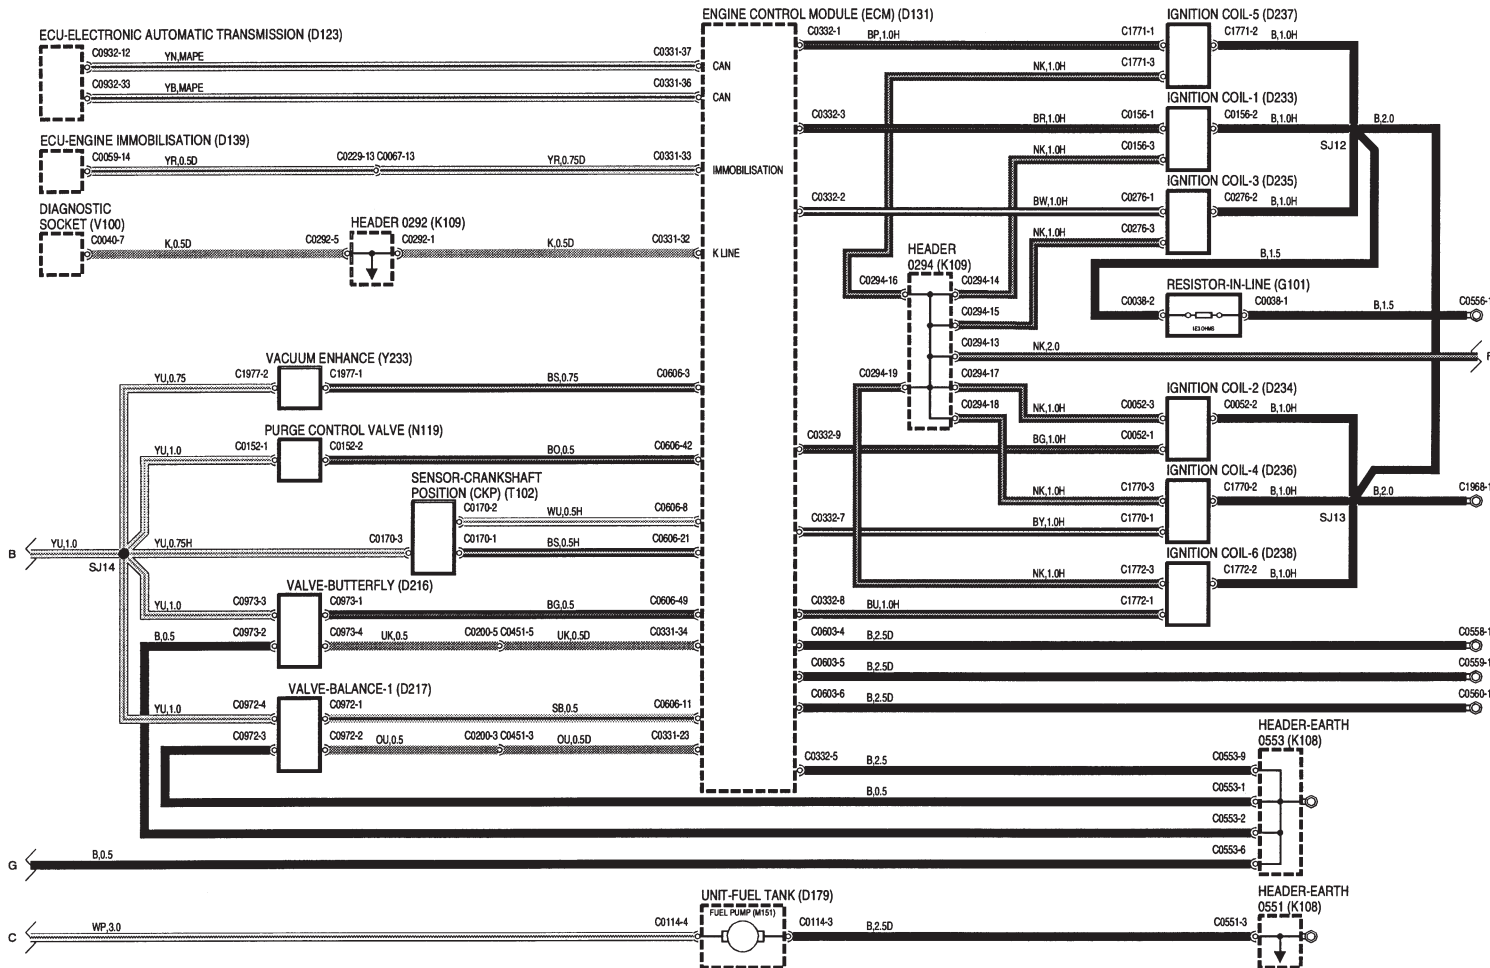 ENGINE CONTROL MODULE (ECM) (D131)
IGNITION COIL-5 (D237)
ECU-ELECTRONIC AUTOMATIC TRANSMISSION (D123)
C0932-12 YN,MAPE C0331-37 CAN
C0932-33 YB,MAPE C0331-36 CAN
C0332-1 BP,1.0H C1771-1 C1771-2 B,1.0H
NK,1.0H C1771-3
IGNITION COIL-1 (D233)
C0332-3 BR,1.0H C0156-1 C0156-2 B,1.0H B,2.0
NK,1.0H C0156-3 SJ12
ECU-ENGINE IMMOBILISATION (D139)
C0059-14 YR,0.5D C0229-13 C0067-13 YR,0.75D C0331-33 IMMOBILISATION
IGNITION COIL-3 (D235)
C0332-2 BW,1.0H C0276-1 C0276-2 B,1.0H
NK,1.0H C0276-3
DIAGNOSTIC
SOCKET (V100)
HEADER 0292 (K109)
C0040-7 K,0.5D C0292-5 C0292-1 K,0.5D C0331-32 K LINE
HEADER
0294 (K109)
B,1.5
C0294-16 C0294-14
C0294-15
C0294-13 NK,2.0 F
C0294-19 C0294-17
C0294-18
RESISTOR-IN-LINE (G101)
C0038-2 C0038-1 B,1.5 C0556-1
VACUUM ENHANCE (Y233)
YU,0.75 C1977-2 C1977-1 BS,0.75 C0606-3
IGNITION COIL-2 (D234)
NK,1.0H C0052-3 C0052-2 B,1.0H
C0332-9 BG,1.0H C0052-1
PURGE CONTROL VALVE (N119)
YU,1.0 C0152-1 C0152-2 BO,0.5 C0606-42
IGNITION COIL-4 (D236)
NK,1.0H C1770-3 C1770-2 B,1.0H B,2.0 C1968-1
SJ13
C0332-7 BY,1.0H C1770-1
SENSOR-CRANKSHAFT
POSITION (CKP) (T102)
C0170-2 WU,0.5H C0606-8
B YU,1.0 YU,0.75H C0170-3 C0170-1 BS,0.5H C0606-21
SJ14
IGNITION COIL-6 (D238)
NK,1.0H C1772-3 C1772-2 B,1.0H
C0332-8 BU,1.0H C1772-1
VALVE-BUTTERFLY (D216)
YU,1.0 C0973-3 C0973-1 BG,0.5 C0606-49
B,0.5 C0973-2 C0973-4 UK,0.5 C0200-5 C0451-5 UK,0.5D C0331-34
C0603-4 B,2.5D C0558-1
C0603-5 B,2.5D C0559-1
C0603-6 B,2.5D C0560-1
VALVE-BALANCE-1 (D217)
YU,1.0 C0972-4 C0972-1 SB,0.5 C0606-11
C0972-3 C0972-2 OU,0.5 C0200-3 C0451-3 OU,0.5D C0331-23
HEADER-EARTH
0553 (K108)
C0332-5 B,2.5 C0553-9
B,0.5 C0553-1
C0553-2
G B,0.5 C0553-6
UNIT-FUEL TANK (D179)
FUEL PUMP (M151)
HEADER-EARTH
0551 (K108)
C WP,3.0 C0114-4 C0114-3 B,2.5D C0551-3